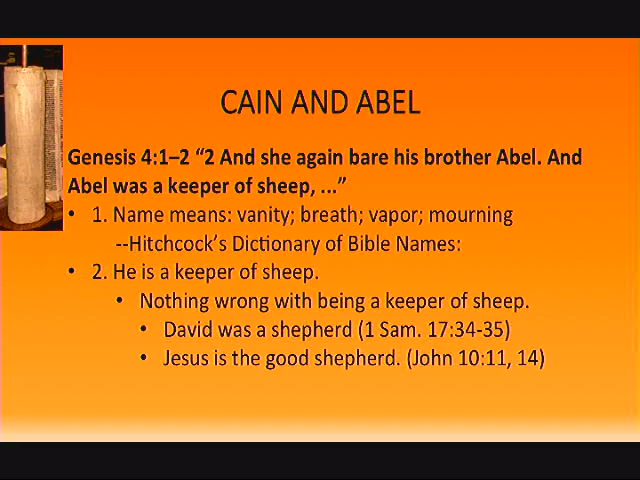 CAIN AND ABEL
Genesis 4:1–2 “2 And she again bare his brother Abel. And
Abel was a keeper of sheep, ...”
• 1. Name means: vanity; breath; vapor; mourning
--Hitchcock’s Dictionary of Bible Names:
• 2. He is a keeper of sheep.
• Nothing wrong with being a keeper of sheep.
• David was a shepherd (1 Sam. 17:34-35)
• Jesus is the good shepherd. (John 10:11, 14)